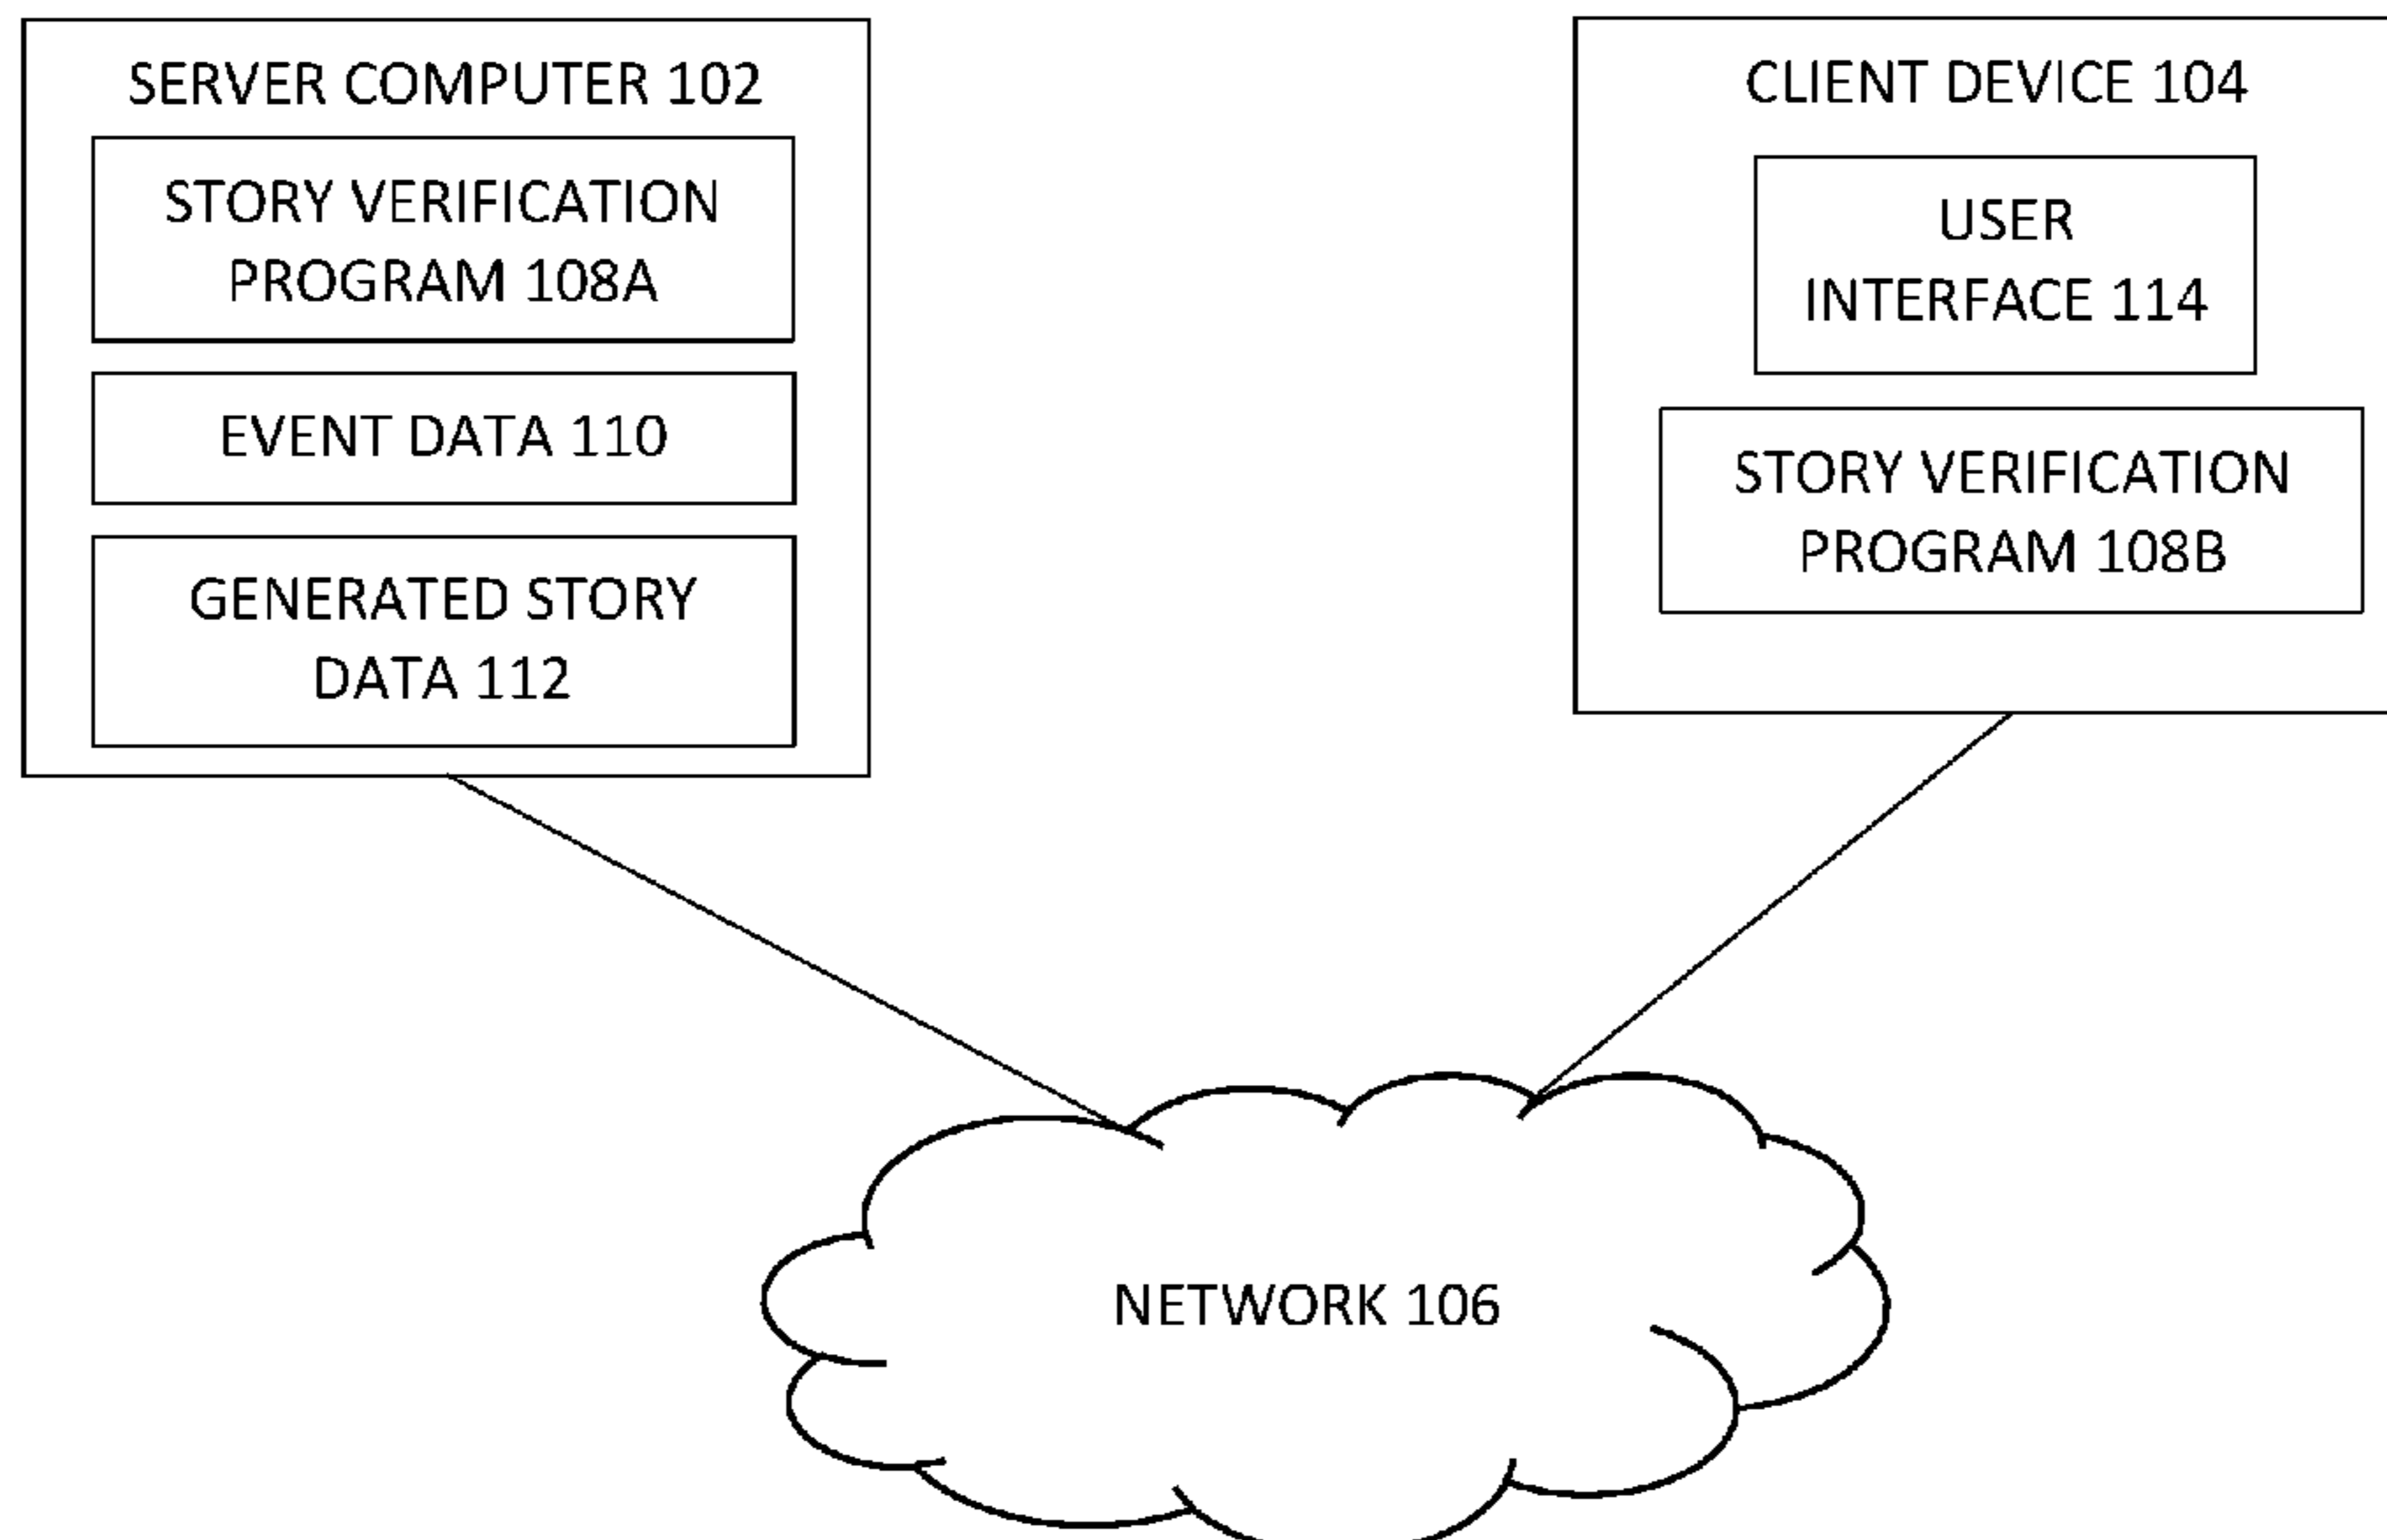 SERVER COMPUTER 102
STORY VERIFICATION
PROGRAM 108A
EVENT DATA 110
GENERATED STORY
DATA 112
CLIENT DEVICE 104
USER
INTERFACE 114
STORY VERIFICATION
PROGRAM 108B
NETWORK 106